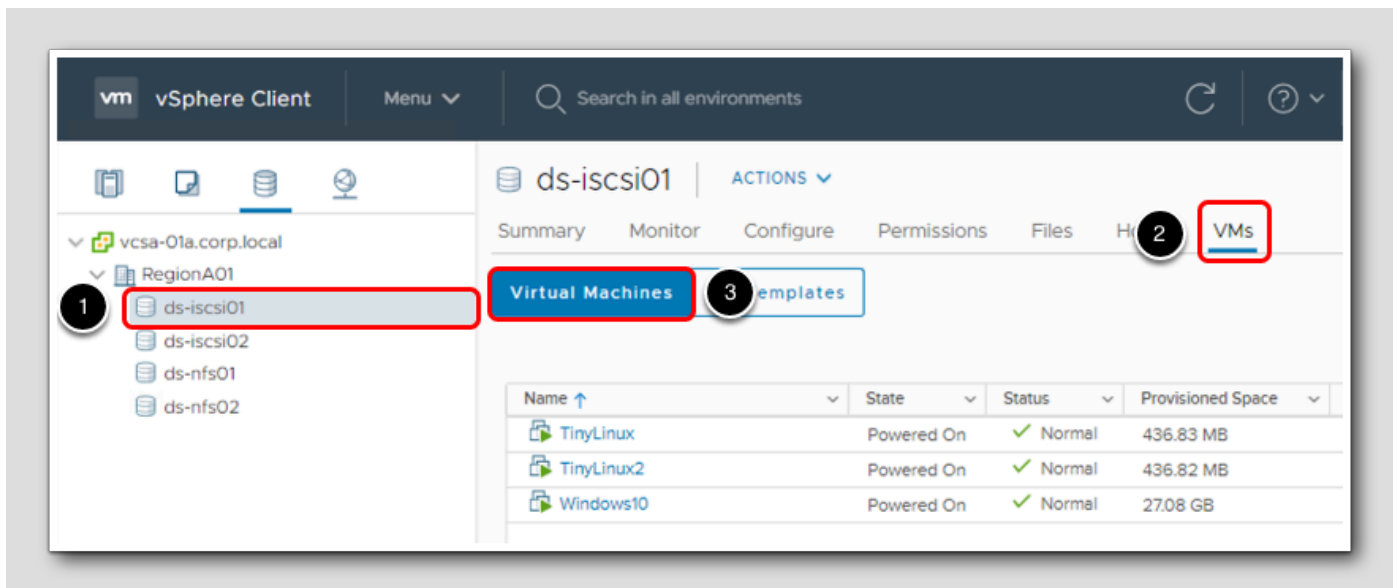 vm vSphere Client Menu Search in all environments
ds-iscsi01 ACTIONS
Summary Monitor Configure Permissions Files 2 VMs
vcsa-01a.corp.local
RegionA01
1 ds-iscsi01
ds-iscsi02
ds-nfs01
ds-nfs02
Virtual Machines 3 emplates
Name State Status Provisioned Space
TinyLinux Powered On Normal 436.83 MB
TinyLinux2 Powered On Normal 436.82 MB
Windows10 Powered On Normal 27.08 GB